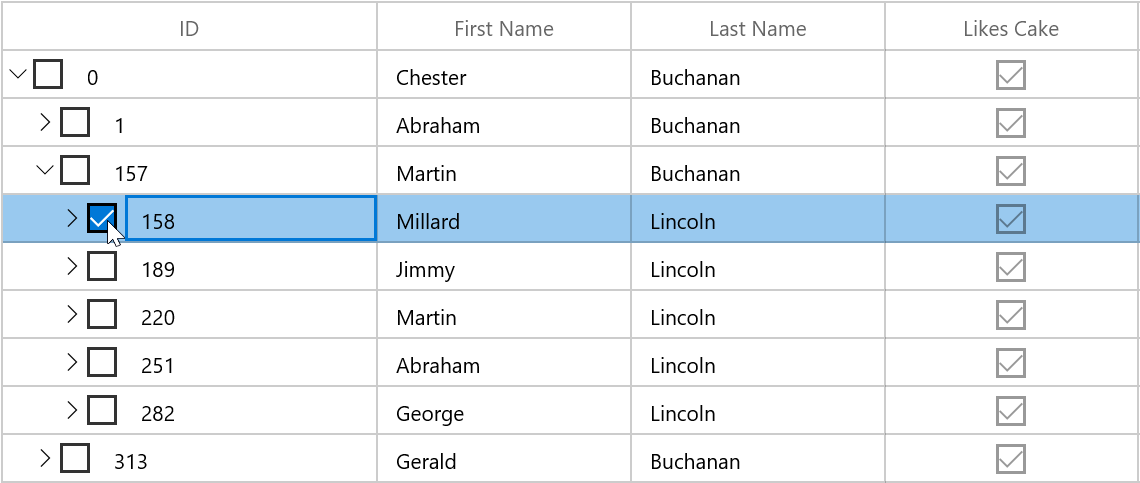 ID First Name Last Name Likes Cake
0 Chester Buchanan
1 Abraham Buchanan
157 Martin Buchanan
158 Millard Lincoln
189 Jimmy Lincoln
220 Martin Lincoln
251 Abraham Lincoln
282 George Lincoln
313 Gerald Buchanan